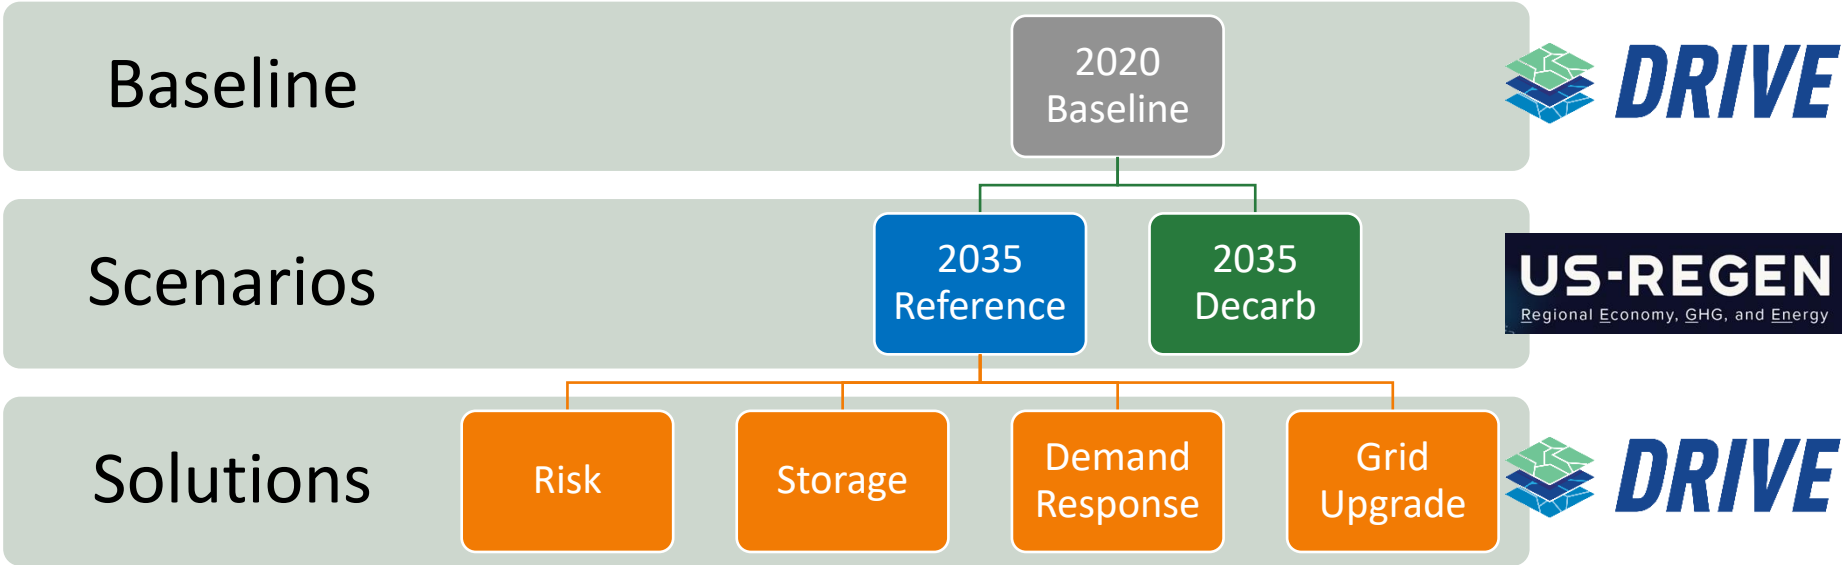 Baseline
2020
Baseline
DRIVE
Scenarios
2035
Reference
2035
Decarb
US-REGEN
Regional Economy, GHG, and Energy
Solutions
Risk
Storage
Demand
Response
Grid
Upgrade
DRIVE